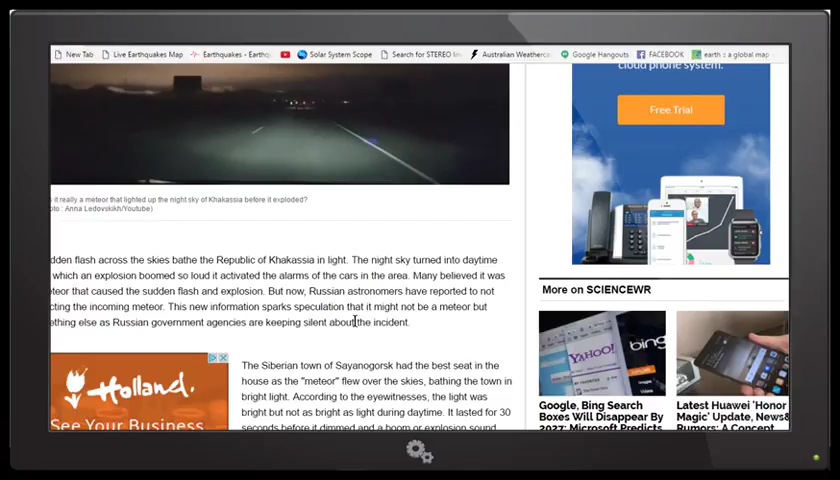 New Tab
Live Earthquakes Map
Earthquakes - Earthq
Solar System Scope
Search for STEREO Im
Australian Weatherca
Google Hangouts
FACEBOOK
earth :: a global map
cloud phone system.
Free Trial
it really a meteor that lighted up the night sky of Khakassia before it exploded?
oto : Anna Ledovskikh/Youtube)
dden flash across the skies bathe the Republic of Khakassia in light. The night sky turned into daytime
which an explosion boomed so loud it activated the alarms of the cars in the area. Many believed it was
eteor that caused the sudden flash and explosion. But now, Russian astronomers have reported to not
cting the incoming meteor. This new information sparks speculation that it might not be a meteor but
ething else as Russian government agencies are keeping silent about the incident.
Holland.
See Your Business
The Siberian town of Sayanogorsk had the best seat in the
house as the "meteor" flew over the skies, bathing the town in
bright light. According to the eyewitnesses, the light was
bright but not as bright as light during daytime. It lasted for 30
seconds before it dimmed and a boom or explosion sound
More on SCIENCEWR
YAHOO!
bing
Google, Bing Search
Boxes Will Disappear By
2027: Microsoft Predicts
Latest Huawei 'Honor
Magic' Update, News&
Rumors: A Concept